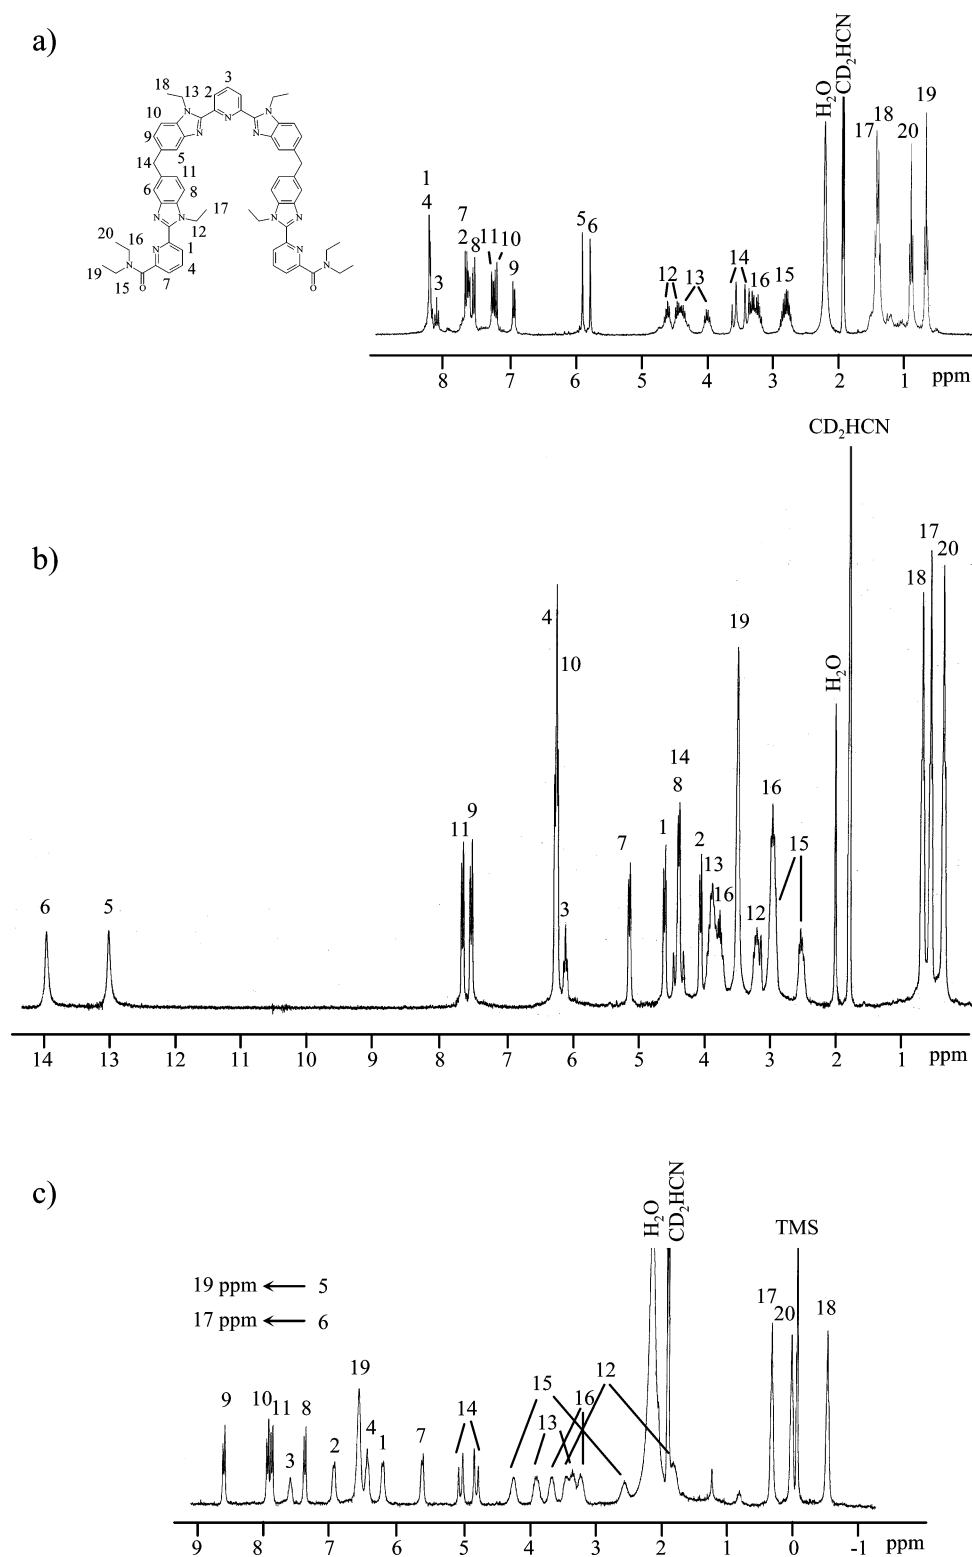 a)
3
18
13
2
N
N
N
N
N
10
9
5
14
11
6
8
17
N
N
N
N
20
16
12
1
N
N
N
N
19
15
O
7
4
O
1
4
3
7
2
8
11
10
9
5
6
12
13
14
16
15
H2O
CD2HCN
17
18
20
19
8 7 6 5 4 3 2 1 ppm
CD2HCN
b)
6
5
11
9
4
10
3
7
1
14
8
2
13
16
19
12
16
15
H2O
18
17
20
14 13 12 11 10 9 8 7 6 5 4 3 2 1 ppm
c)
19 ppm ← 5
17 ppm ← 6
9
10
11
3
8
2
19
4
1
7
14
15
13
16
12
H2O
CD2HCN
TMS
17
20
18
9 8 7 6 5 4 3 2 1 0 -1 ppm